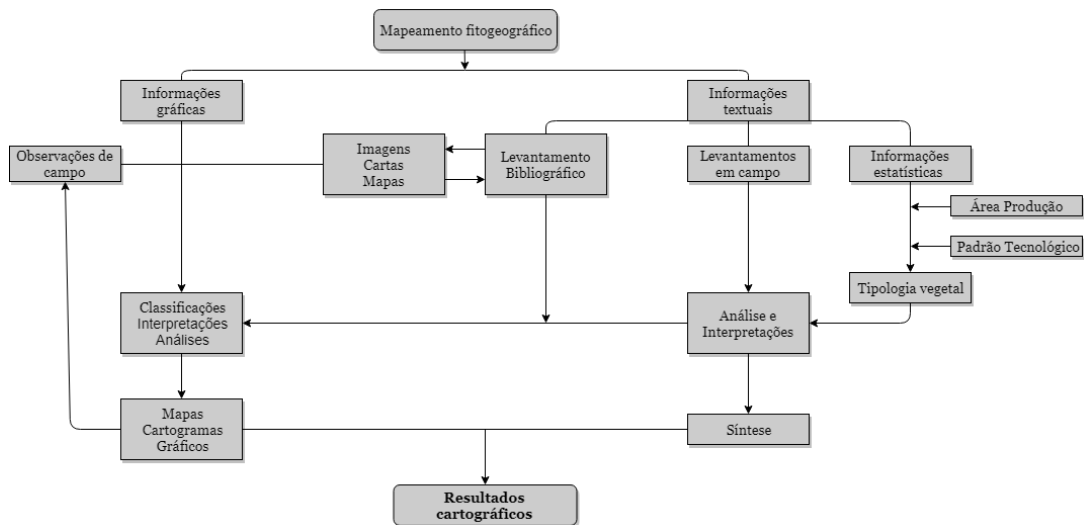 Mapeamento fitogeográfico
Informações
gráficas
Informações
textuais
Observações de
campo
Imagens
Cartas
Mapas
Levantamento
Bibliográfico
Levantamentos
em campo
Informações
estatísticas
Área Produção
Padrão Tecnológico
Tipologia vegetal
Classificações
Interpretações
Análises
Análise e
Interpretações
Mapas
Cartogramas
Gráficos
Síntese
Resultados
cartográficos